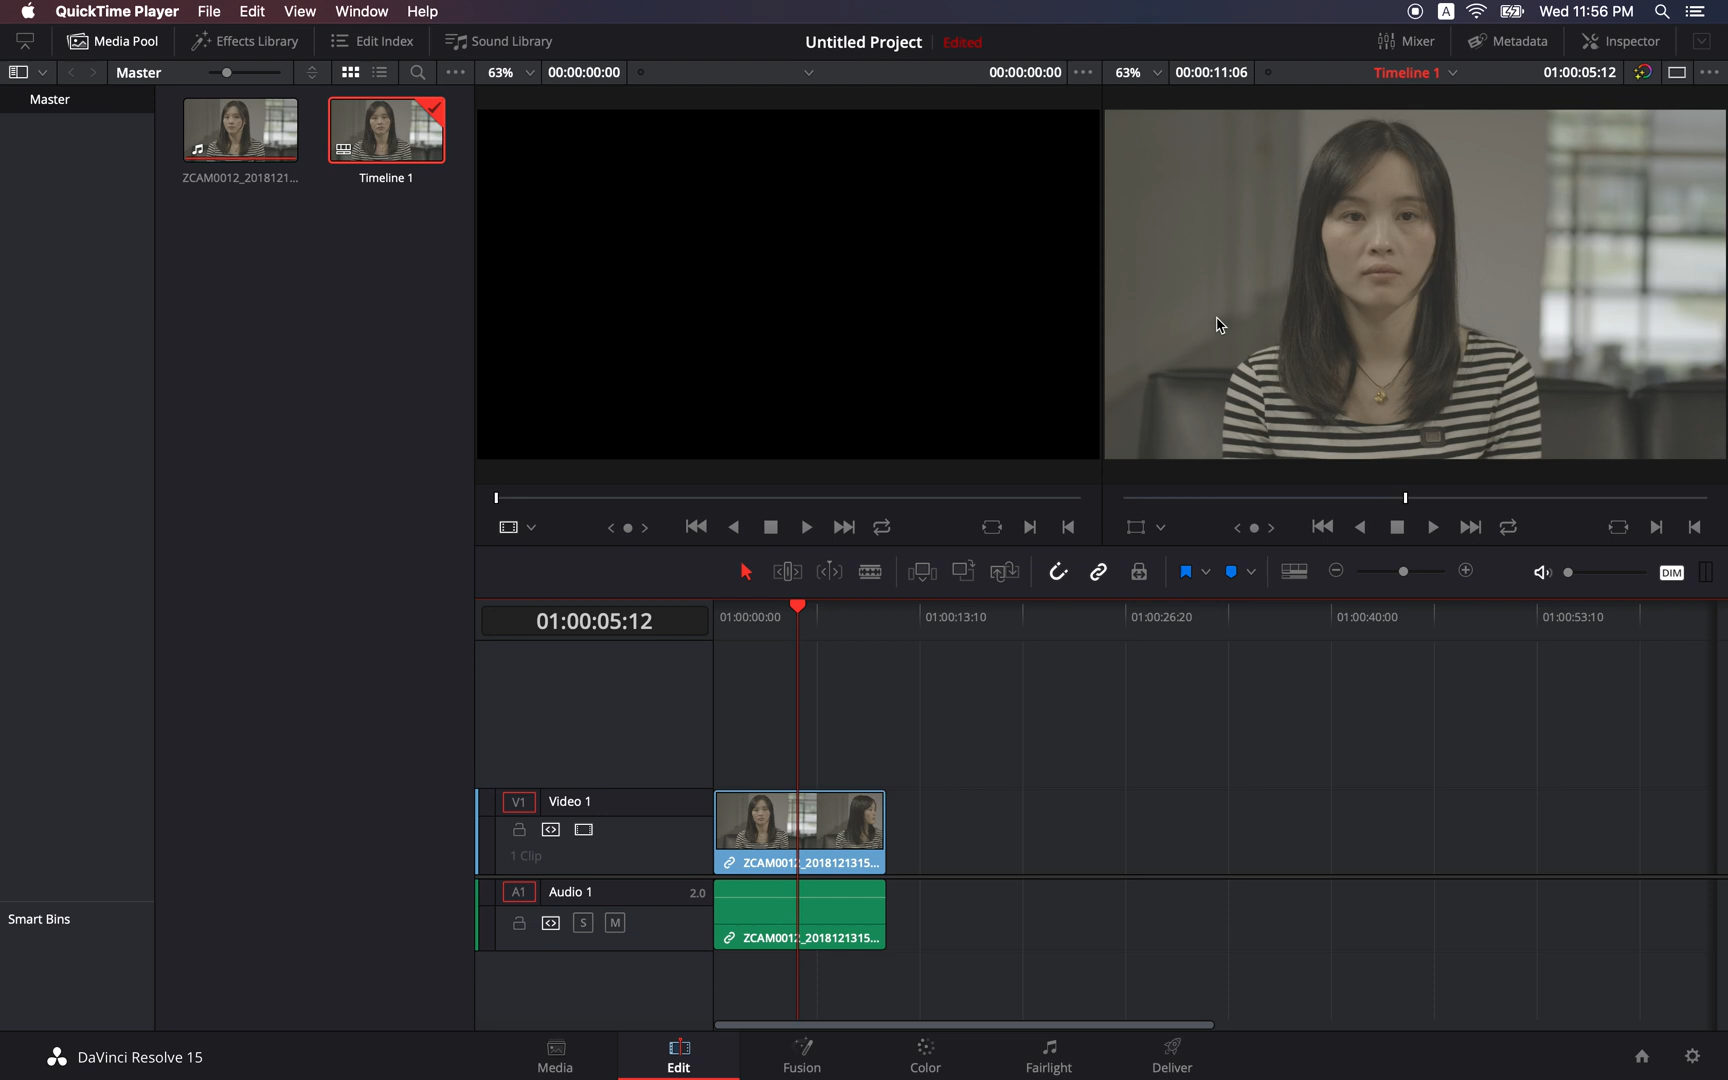 QuickTime Player File Edit View Window Help
A Wed 11:56 PM
Media Pool Effects Library Edit Index Sound Library
Untitled Project Edited
Mixer Metadata Inspector
Master
63% 00:00:00:00 00:00:00:00
63% 00:00:11:06 Timeline 1 01:00:05:12
Master
ZCAM0012_2018121...
Timeline 1
DIM
01:00:05:12
01:00:00:00 01:00:13:10 01:00:26:20 01:00:40:00 01:00:53:10
V1 Video 1
1 Clip
ZCAM0012_2018121315...
A1 Audio 1 2.0
S M
ZCAM0012_2018121315...
Smart Bins
DaVinci Resolve 15
Media Edit Fusion Color Fairlight Deliver